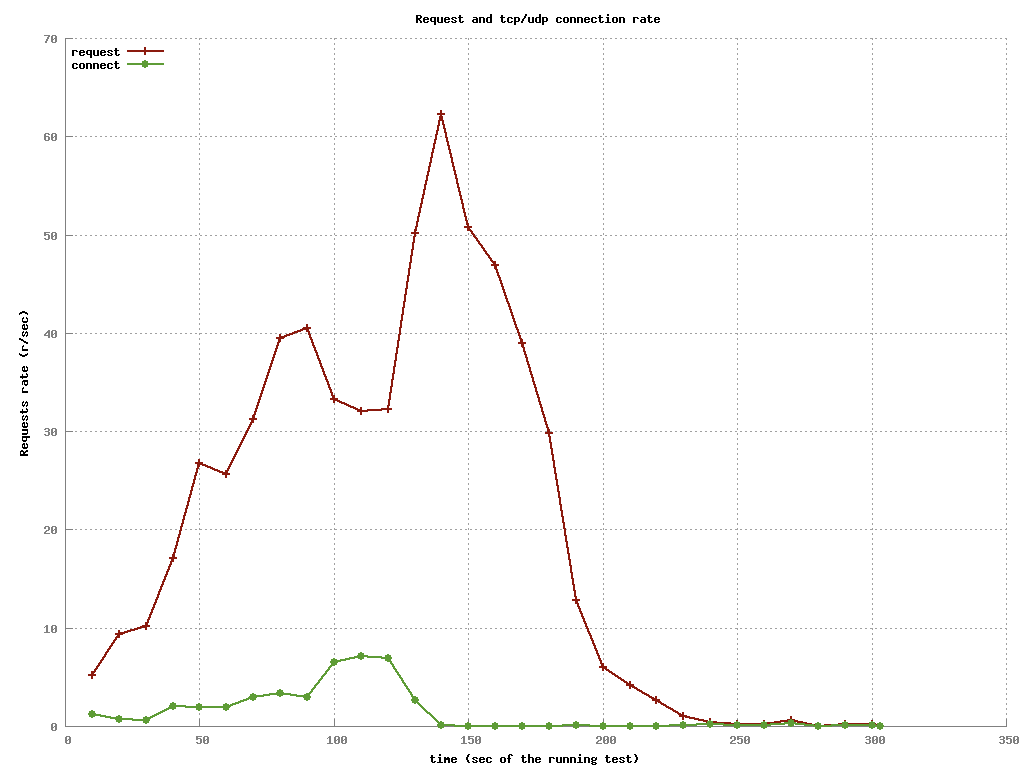 Request and tcp/udp connection rate
70
request
connect
60
50
40
30
20
10
0
Requests rate (r/sec)
0 50 100 150 200 250 300 350
time (sec of the running test)